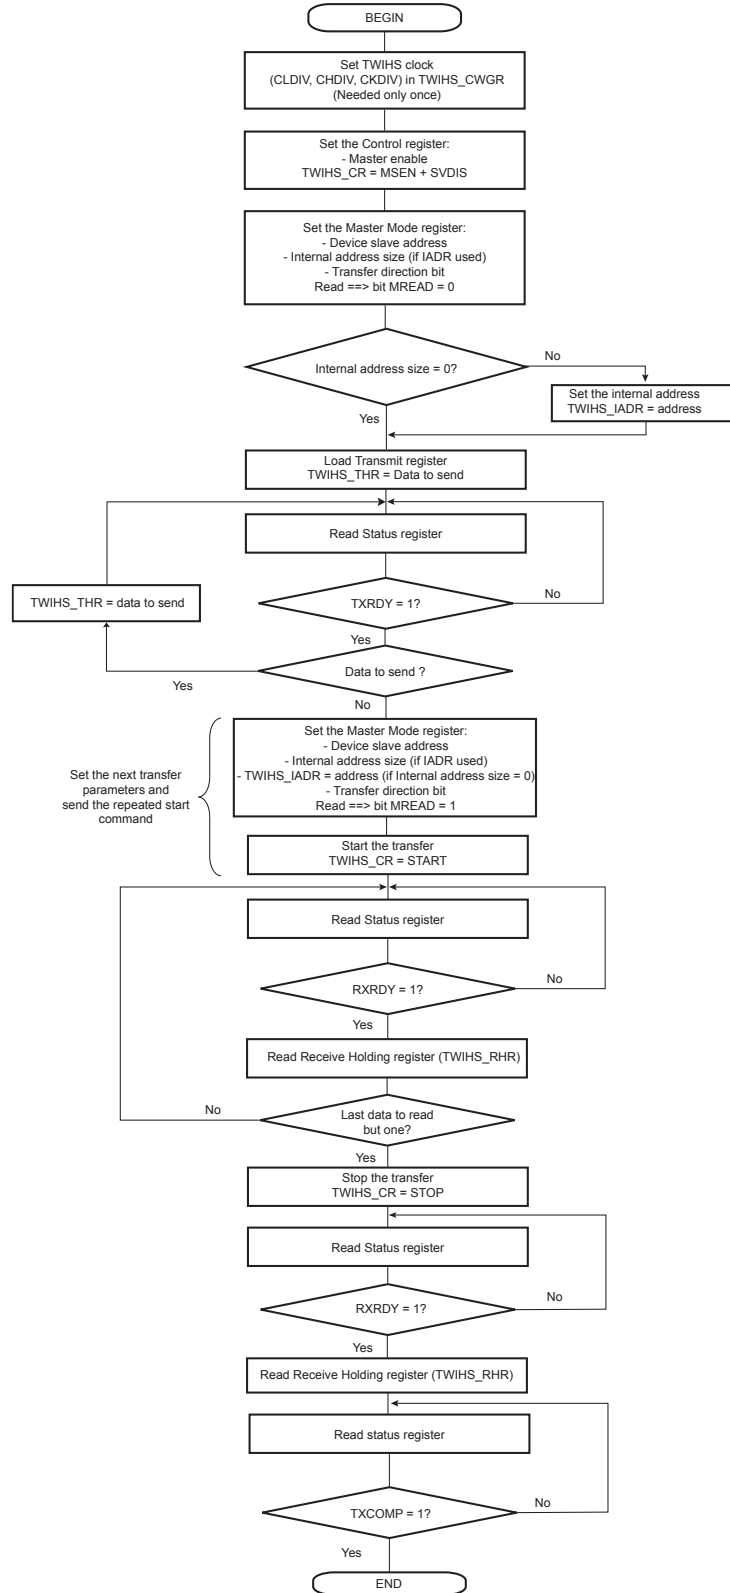 BEGIN
Set TWIHS clock
(CLDIV, CHDIV, CKDIV) in TWIHS_CWGR
(Needed only once)
Set the Control register:
- Master enable
TWIHS_CR = MSEN + SVDIS
Set the Master Mode register:
- Device slave address
- Internal address size (if IADR used)
- Transfer direction bit
Read ==> bit MREAD = 0
Internal address size = 0?
No
Set the internal address
TWIHS_IADR = address
Yes
Load Transmit register
TWIHS_THR = Data to send
Read Status register
TWIHS_THR = data to send
TXRDY = 1?
No
Yes
Data to send ?
Yes
No
Set the next transfer
parameters and
send the repeated start
command
Set the Master Mode register:
- Device slave address
- Internal address size (if IADR used)
- TWIHS_IADR = address (if Internal address size = 0)
- Transfer direction bit
Read ==> bit MREAD = 1
Start the transfer
TWIHS_CR = START
Read Status register
RXRDY = 1?
No
Yes
Read Receive Holding register (TWIHS_RHR)
No
Last data to read
but one?
Yes
Stop the transfer
TWIHS_CR = STOP
Read Status register
RXRDY = 1?
No
Yes
Read Receive Holding register (TWIHS_RHR)
Read status register
TXCOMP = 1?
No
Yes
END